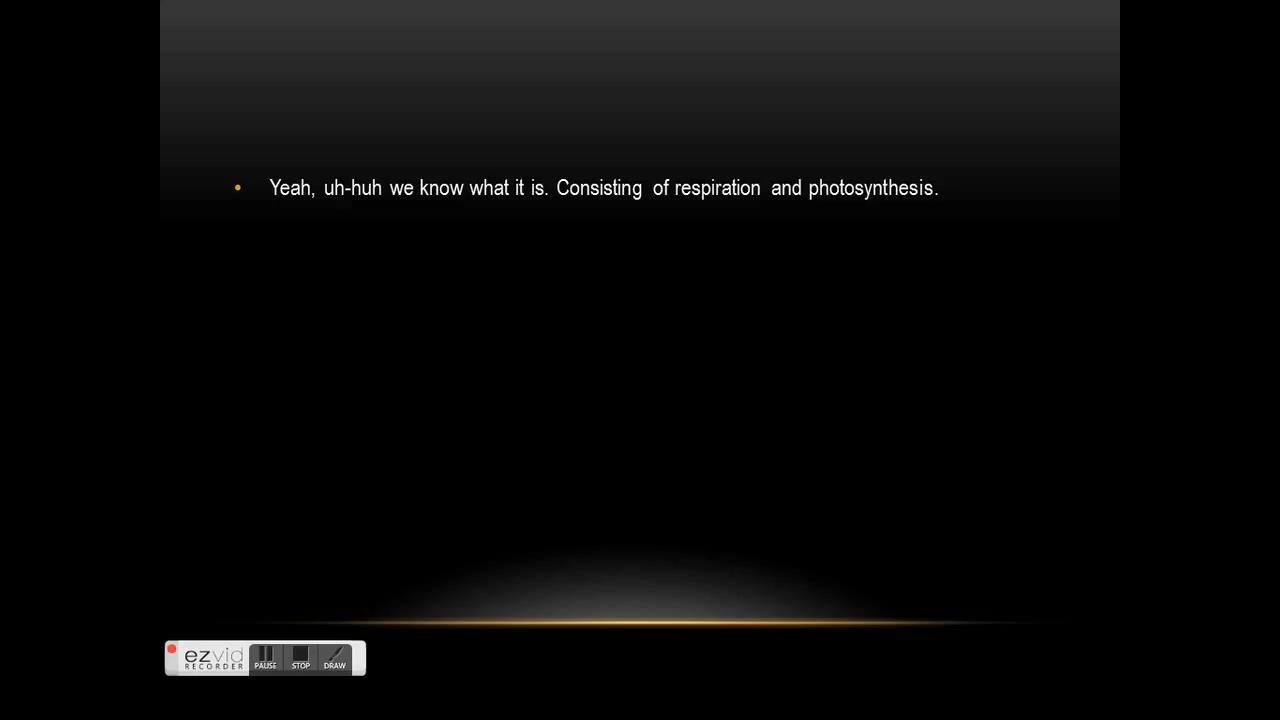 Yeah, uh-huh we know what it is. Consisting of respiration and photosynthesis.
ezvid
RECORDER
PAUSE STOP DRAW